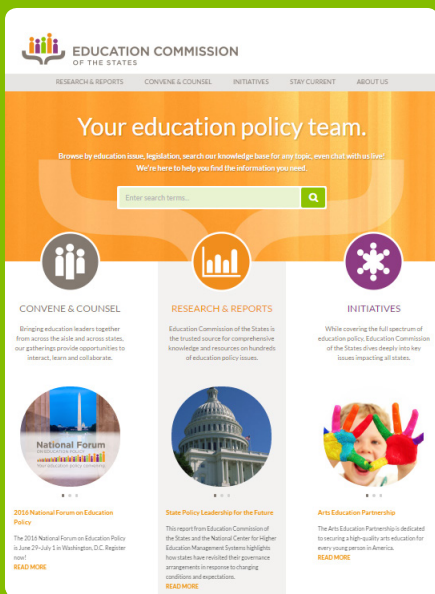 EDUCATION COMMISSION
OF THE STATES
RESEARCH & REPORTS CONVENE & COUNSEL INITIATIVES STAY CURRENT ABOUT US
Your education policy team.
Browse by education issue, legislation, search our knowledge base for any topic, even chat with us live:
We're here to help you find the information you need.
Enter search terms...
CONVENE & COUNSEL
Bringing education leaders together
from across the aisle and across states,
our gatherings provide opportunities to
interact, learn and collaborate.
RESEARCH & REPORTS
Education Commission of the States is
the trusted source for comprehensive
knowledge and resources on hundreds
of education policy issues.
INITIATIVES
While covering the full spectrum of
education policy, Education Commission
of the States dives deeply into key
issues impacting all states.
National Forum
on Education Policy
Your education policy university
2016 National Forum on Education
Policy
The 2016 National Forum on Education Policy
is June 29-July 1 in Washington, D.C. Register
now!
READ MORE
State Policy Leadership for the Future
This report from Education Commission of
the States and the National Center for Higher
Education Management Systems highlights
how states have revisited their governance
arrangements in response to changing
conditions and expectations.
READ MORE
Arts Education Partnership
The Arts Education Partnership is dedicated
to securing a high-quality arts education for
every young person in America.
READ MORE